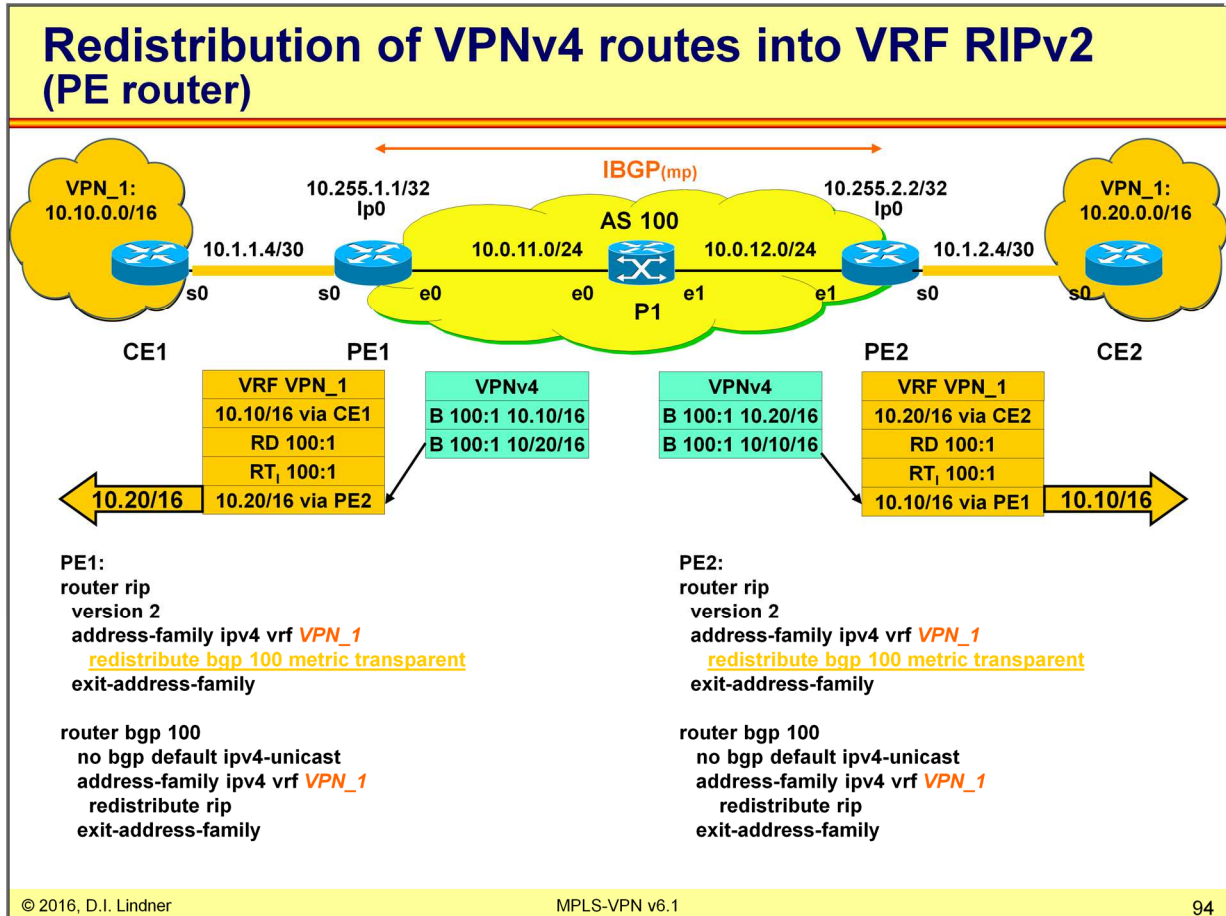 Redistribution of VPNv4 routes into VRF RIPv2
(PE router)
IBGP(mp)
VPN_1:
10.10.0.0/16
10.255.1.1/32
lp0
AS 100
10.255.2.2/32
lp0
VPN_1:
10.20.0.0/16
10.1.1.4/30
10.0.11.0/24
10.0.12.0/24
10.1.2.4/30
s0
s0
e0
e0
e1
e1
s0
s0
P1
CE1
PE1
PE2
CE2
VRF VPN_1
10.10/16 via CE1
RD 100:1
RTI 100:1
10.20/16 via PE2
10.20/16
VPNv4
B 100:1 10.10/16
B 100:1 10/20/16
VPNv4
B 100:1 10.20/16
B 100:1 10/10/16
VRF VPN_1
10.20/16 via CE2
RD 100:1
RTI 100:1
10.10/16 via PE1
10.10/16
PE1:
router rip
version 2
address-family ipv4 vrf VPN_1
redistribute bgp 100 metric transparent
exit-address-family
router bgp 100
no bgp default ipv4-unicast
address-family ipv4 vrf VPN_1
redistribute rip
exit-address-family
PE2:
router rip
version 2
address-family ipv4 vrf VPN_1
redistribute bgp 100 metric transparent
exit-address-family
router bgp 100
no bgp default ipv4-unicast
address-family ipv4 vrf VPN_1
redistribute rip
exit-address-family
© 2016, D.I. Lindner
MPLS-VPN v6.1
94